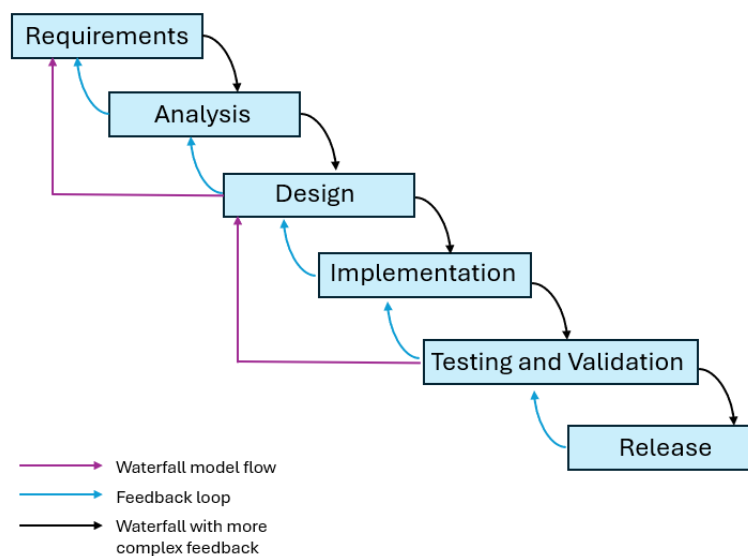 Requirements
Analysis
Design
Implementation
Testing and Validation
Release
Waterfall model flow
Feedback loop
Waterfall with more
complex feedback